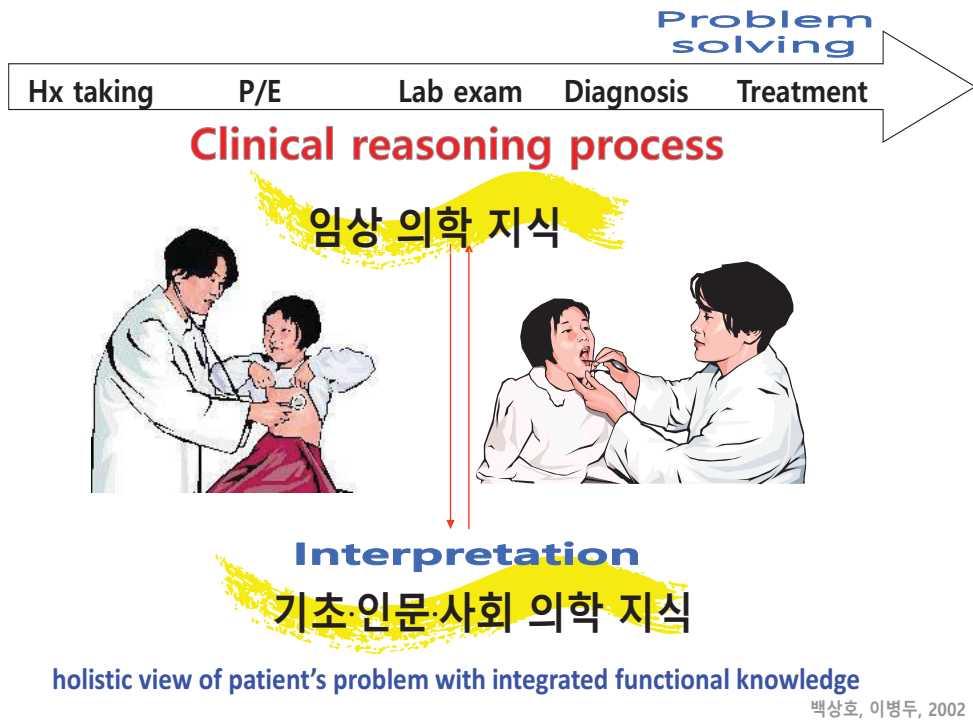 Problem
solving
Hx taking P/E Lab exam Diagnosis Treatment
Clinical reasoning process
임상 의학 지식
Interpretation
기초·인문·사회 의학 지식
holistic view of patient's problem with integrated functional knowledge
백상호, 이병두, 2002